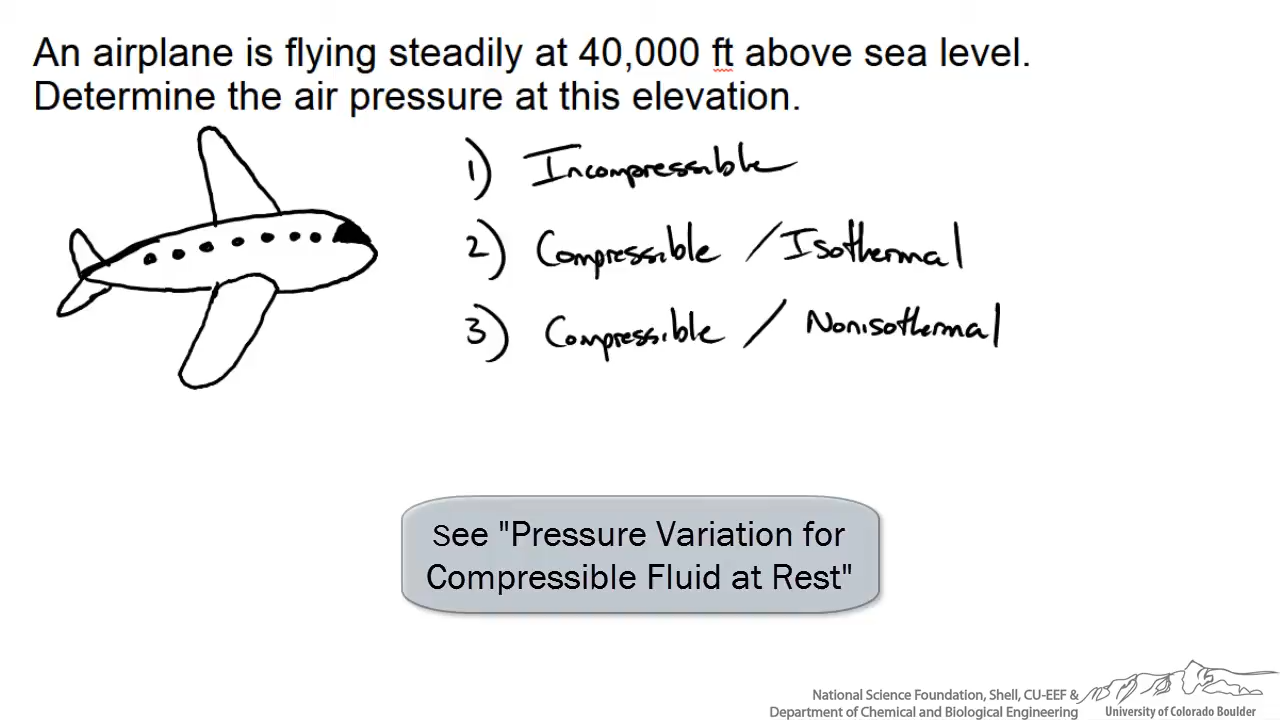 An airplane is flying steadily at 40,000 ft above sea level.
Determine the air pressure at this elevation.
1) Incompressible
2) Compressible / Isothermal
3) Compressible / Nonisothermal
See "Pressure Variation for
Compressible Fluid at Rest"
National Science Foundation, Shell, CU-EEF &
Department of Chemical and Biological Engineering
University of Colorado Boulder